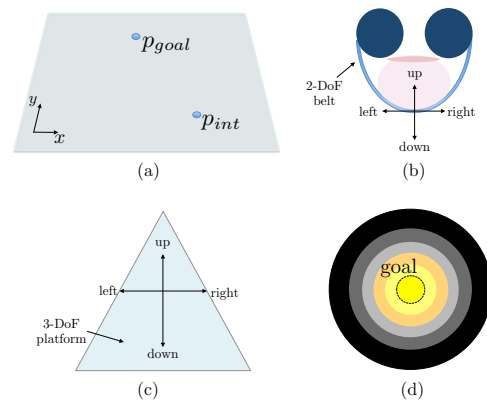 p_goal
p_int
y
x
(a)
2-DoF
belt
up
left
right
down
(b)
up
left
right
3-DoF
platform
down
(c)
goal
(d)